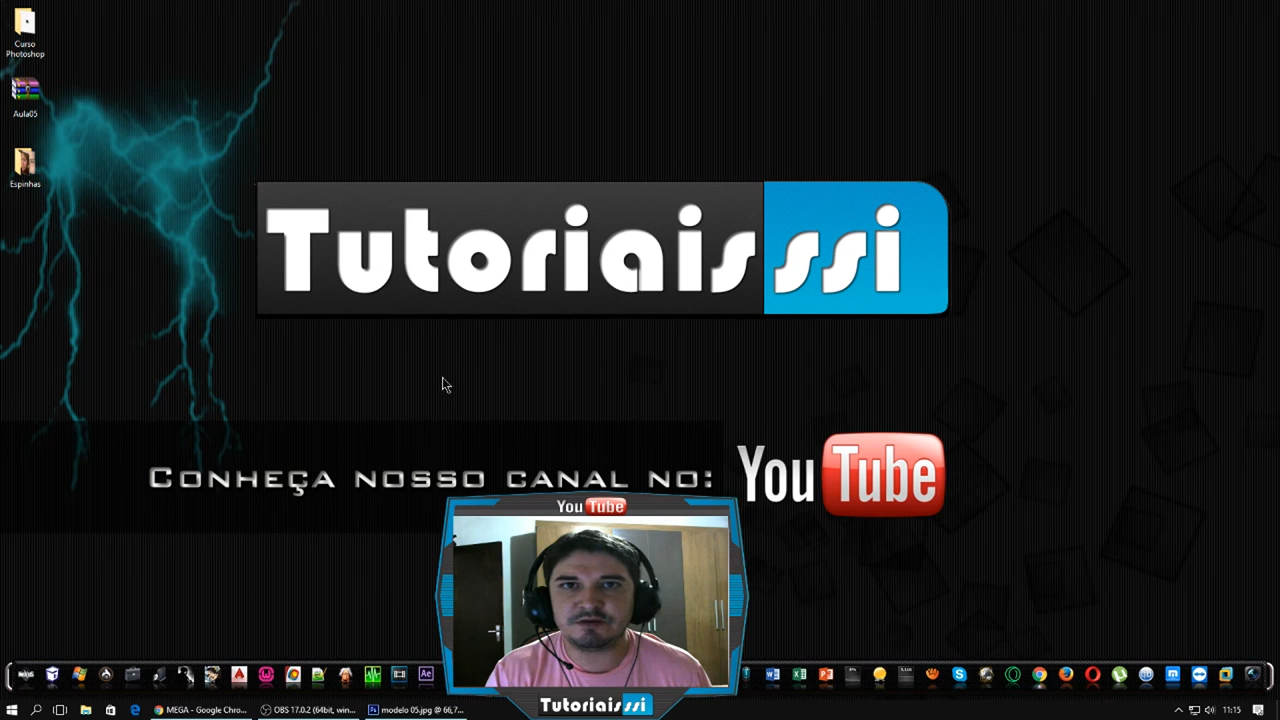 Curso
Photoshop
Aula05
Espinhas
Tutoriaisssi
Conheça nosso canal no:
YouTube
YouTube
Tutoriaisssi
Ae
MEGA - Google Chro...
OBS 17.0.2 (64bit, win...
modelo 05.jpg @ 66,7...
11:15